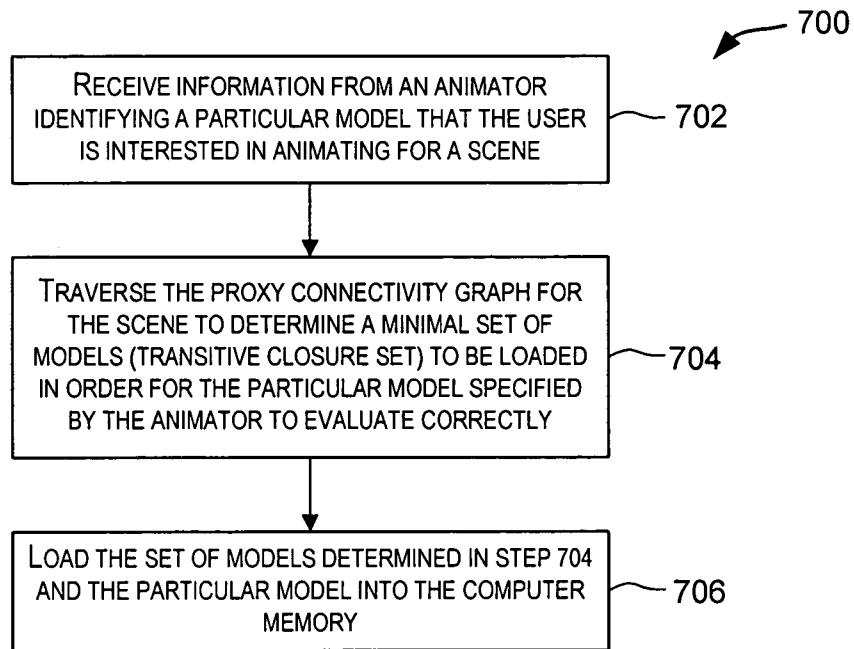 700
RECEIVE INFORMATION FROM AN ANIMATOR
IDENTIFYING A PARTICULAR MODEL THAT THE USER
IS INTERESTED IN ANIMATING FOR A SCENE
702
TRAVERSE THE PROXY CONNECTIVITY GRAPH FOR
THE SCENE TO DETERMINE A MINIMAL SET OF
MODELS (TRANSITIVE CLOSURE SET) TO BE LOADED
IN ORDER FOR THE PARTICULAR MODEL SPECIFIED
BY THE ANIMATOR TO EVALUATE CORRECTLY
704
LOAD THE SET OF MODELS DETERMINED IN STEP 704
AND THE PARTICULAR MODEL INTO THE COMPUTER
MEMORY
706